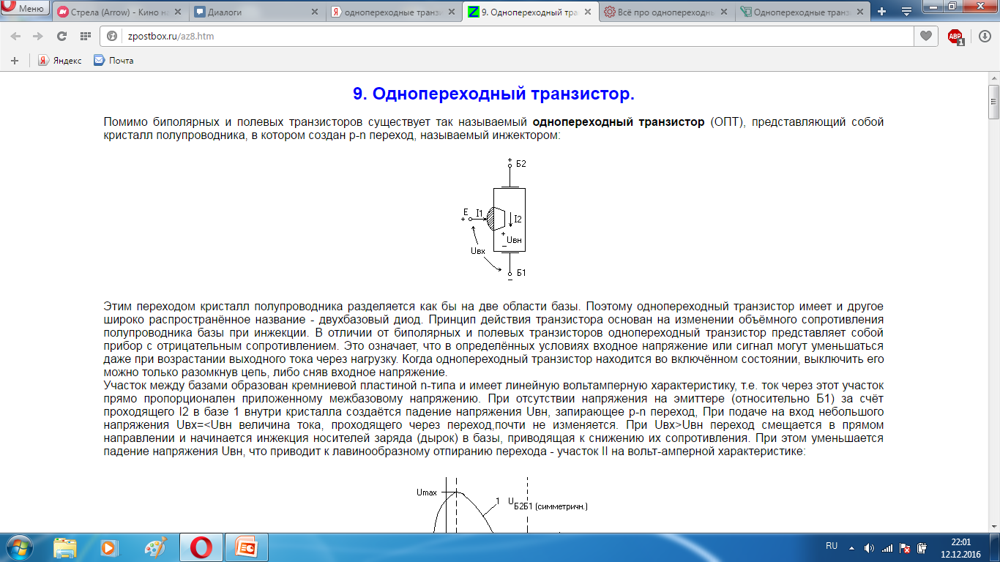 Меню
Стрела (Arrow) - Кино на
Диалоги
однопереходные транзи
9. Однопереходный тра
Всё про однопереходны
Однопереходные транз
zpostbox.ru/az8.htm
ABP
1
Яндекс
Почта
9. Однопереходный транзистор.
Помимо биполярных и полевых транзисторов существует так называемый однопереходный транзистор (ОПТ), представляющий собой
кристалл полупроводника, в котором создан p-n переход, называемый инжектором:
+ Б2
E I1 I2
+
+
Uвн
−
Uвх
Б1
−
Этим переходом кристалл полупроводника разделяется как бы на две области базы. Поэтому однопереходный транзистор имеет и другое
широко распространённое название - двухбазовый диод. Принцип действия транзистора основан на изменении объёмного сопротивления
полупроводника базы при инжекции. В отличии от биполярных и полевых транзисторов однопереходный транзистор представляет собой
прибор с отрицательным сопротивлением. Это означает, что в определённых условиях входное напряжение или сигнал могут уменьшаться
даже при возрастании выходного тока через нагрузку. Когда однопереходный транзистор находится во включённом состоянии, выключить его
можно только разомкнув цепь, либо сняв входное напряжение.
Участок между базами образован кремниевой пластиной n-типа и имеет линейную вольтамперную характеристику, т.е. ток через этот участок
прямо пропорционален приложенному межбазовому напряжению. При отсутствии напряжения на эмиттере (относительно Б1) за счёт
проходящего I2 в базе 1 внутри кристалла создаётся падение напряжения Uвн, запирающее p-n переход, При подаче на вход небольшого
напряжения Uвх=<Uвн величина тока, проходящего через переход,почти не изменяется. При Uвх>Uвн переход смещается в прямом
направлении и начинается инжекция носителей заряда (дырок) в базы, приводящая к снижению их сопротивления. При этом уменьшается
падение напряжения Uвн, что приводит к лавинообразному отпиранию перехода - участок II на вольт-амперной характеристике:
Umax
1 UБ2Б1 (симметричн.)
RU
22:01
12.12.2016